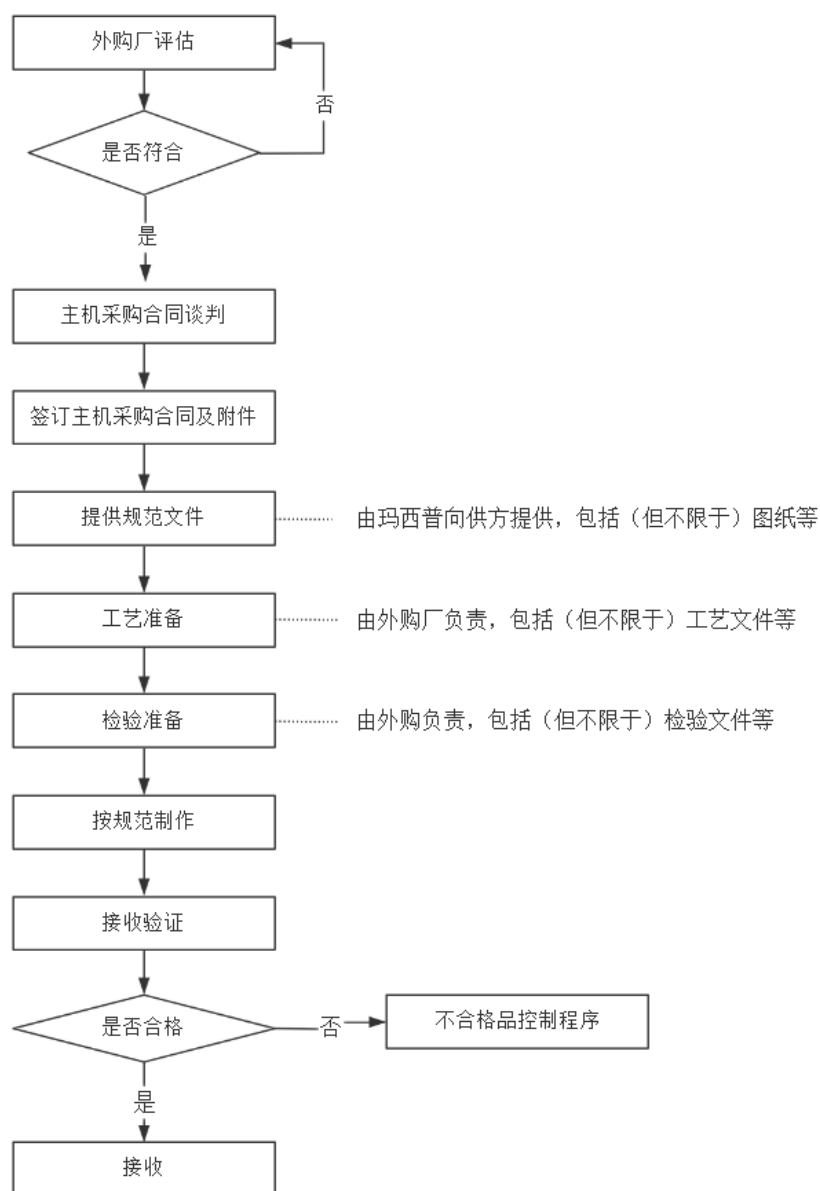 外购厂评估
否
是否符合
是
主机采购合同谈判
签订主机采购合同及附件
提供规范文件
由玛西普向供方提供，包括（但不限于）图纸等
工艺准备
由外购厂负责，包括（但不限于）工艺文件等
检验准备
由外购负责，包括（但不限于）检验文件等
按规范制作
接收验证
是否合格
否
不合格品控制程序
是
接收